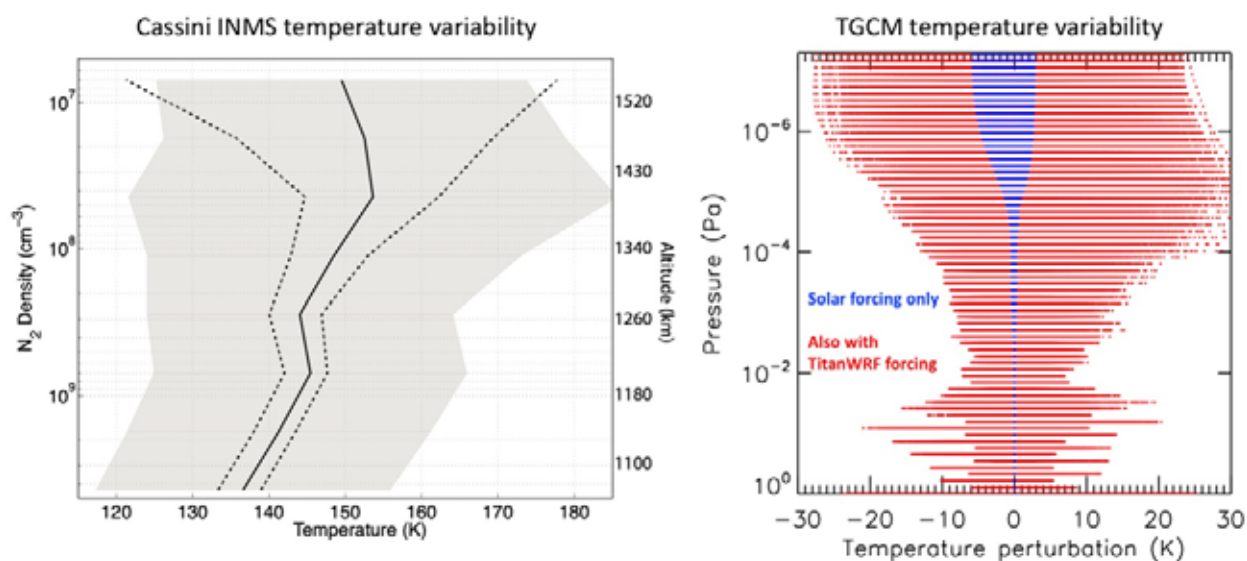 Cassini INMS temperature variability
N2 Density (cm−3)
10^7
10^8
10^9
120 130 140 150 160 170 180
Temperature (K)
1520
1430
1340
1260
1180
1100
Altitude (km)
TGCM temperature variability
Pressure (Pa)
10^−6
10^−4
10^−2
10^0
Solar forcing only
Also with
TitanWRF forcing
−30 −20 −10 0 10 20 30
Temperature perturbation (K)